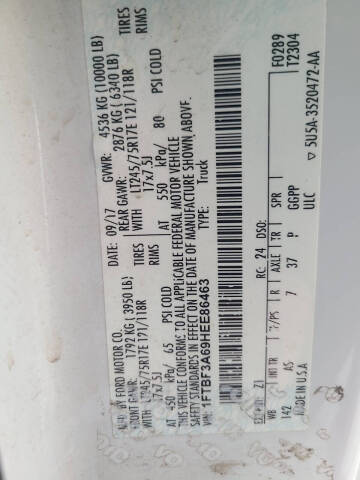 MFD BY FORD MOTOR CO.
DATE: 09/17 GVWR: 4536 KG (10000 LB)
FRONT GAWR: 1792 KG ( 3950 LB) REAR GAWR: 2876 KG ( 6340 LB)
WITH LT245/75R17E 121/118R WITH LT245/75R17E 121/118R TIRES
17x7.5J 17x7.5J RIMS
AT 450 kPa/ 65 PSI COLD AT 550 kPa/ 80 PSI COLD
THIS VEHICLE CONFORMS TO ALL APPLICABLE FEDERAL MOTOR VEHICLE
SAFETY STANDARDS IN EFFECT ON THE DATE OF MANUFACTURE SHOWN ABOVE.
VIN: 1FTBF3A69HEE86463 TYPE: Truck
F0289
T2304
EXT PNT: Z1 RC: 24 DSO:
WB R AXLE TR SPR
142 AS 7 37 P GGPP
MADE IN U.S.A. ULC
▽ 5U5A-3520472-AA